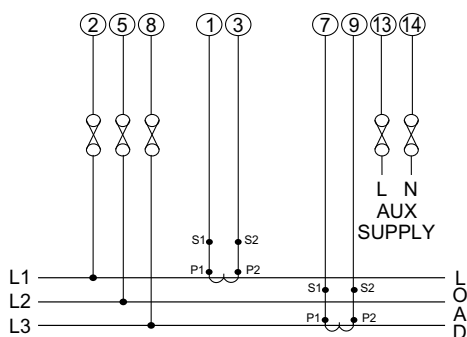 2 5 8 1 3 7 9 13 14
L N
AUX
SUPPLY
S1 S2
P1 P2
L1
S1 S2
L2
P1 P2
L3
L
O
A
D